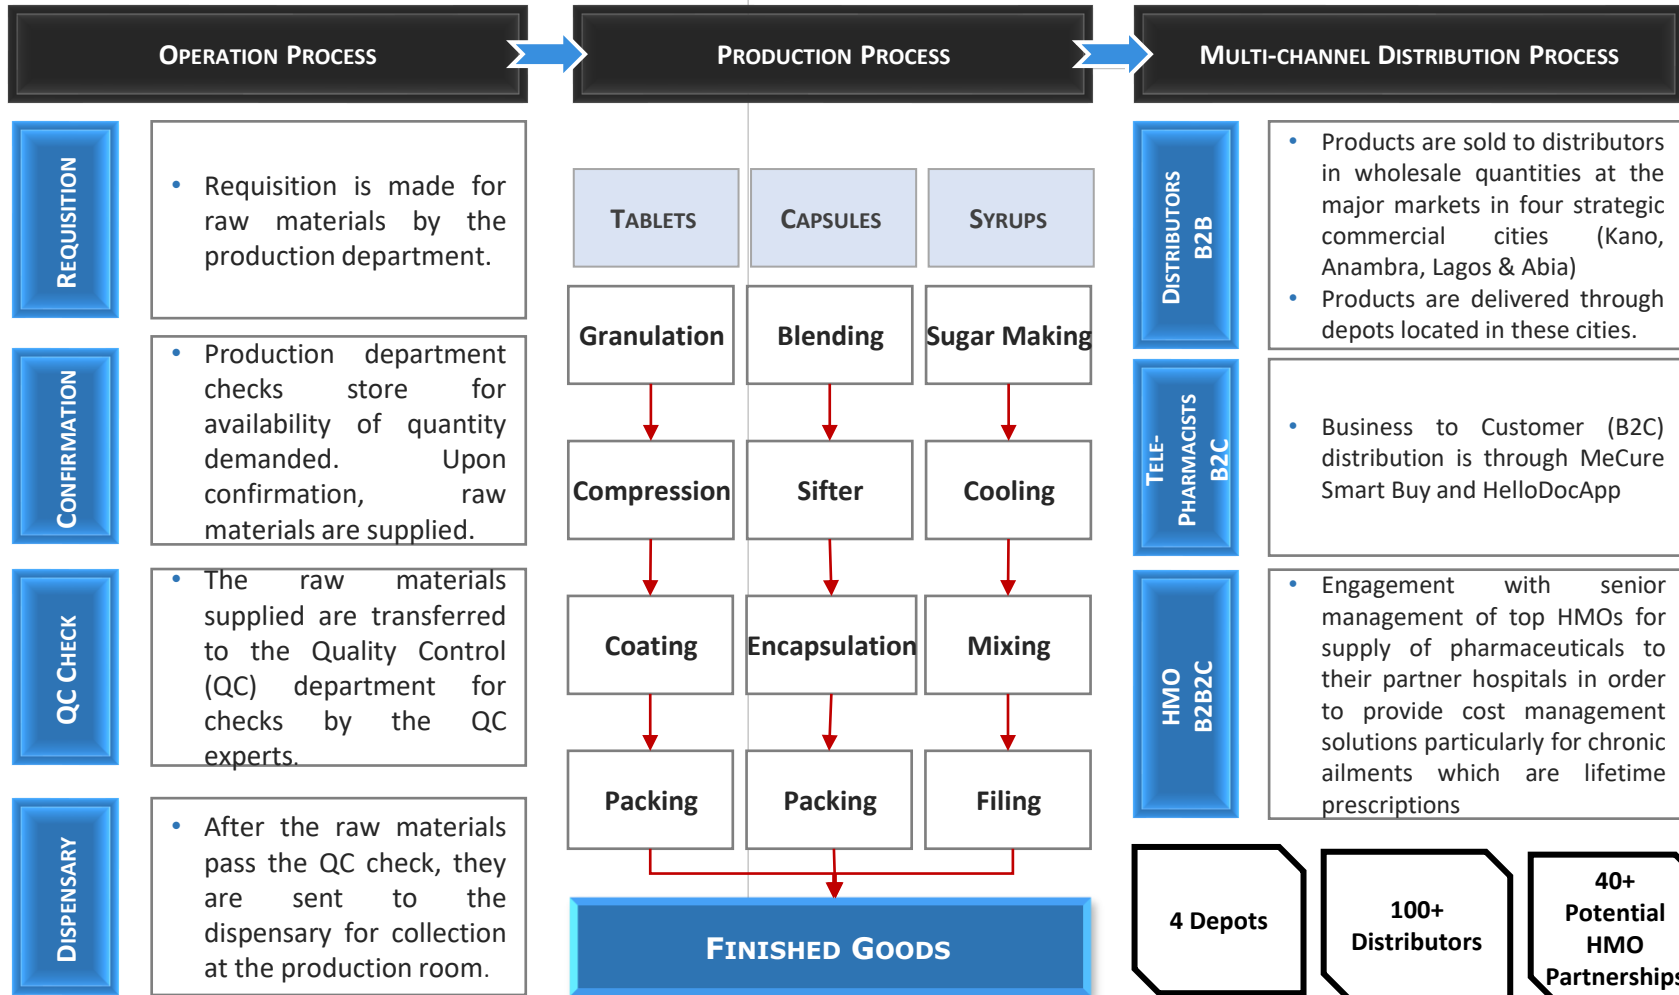 OPERATION PROCESS
PRODUCTION PROCESS
MULTI-CHANNEL DISTRIBUTION PROCESS
REQUISITION
• Requisition is made for
raw materials by the
production department.
CONFIRMATION
• Production department
checks store for
availability of quantity
demanded. Upon
confirmation, raw
materials are supplied.
QC CHECK
• The raw materials
supplied are transferred
to the Quality Control
(QC) department for
checks by the QC
experts.
DISPENSARY
• After the raw materials
pass the QC check, they
are sent to the
dispensary for collection
at the production room.
TABLETS
CAPSULES
SYRUPS
Granulation
Blending
Sugar Making
Compression
Sifter
Cooling
Coating
Encapsulation
Mixing
Packing
Packing
Filing
FINISHED GOODS
DISTRIBUTORS
B2B
• Products are sold to distributors
in wholesale quantities at the
major markets in four strategic
commercial cities (Kano,
Anambra, Lagos & Abia)
• Products are delivered through
depots located in these cities.
TELE-
PHARMACISTS
B2C
• Business to Customer (B2C)
distribution is through MeCure
Smart Buy and HelloDocApp
HMO
B2B2C
• Engagement with senior
management of top HMOs for
supply of pharmaceuticals to
their partner hospitals in order
to provide cost management
solutions particularly for chronic
ailments which are lifetime
prescriptions
4 Depots
100+
Distributors
40+
Potential
HMO
Partnerships